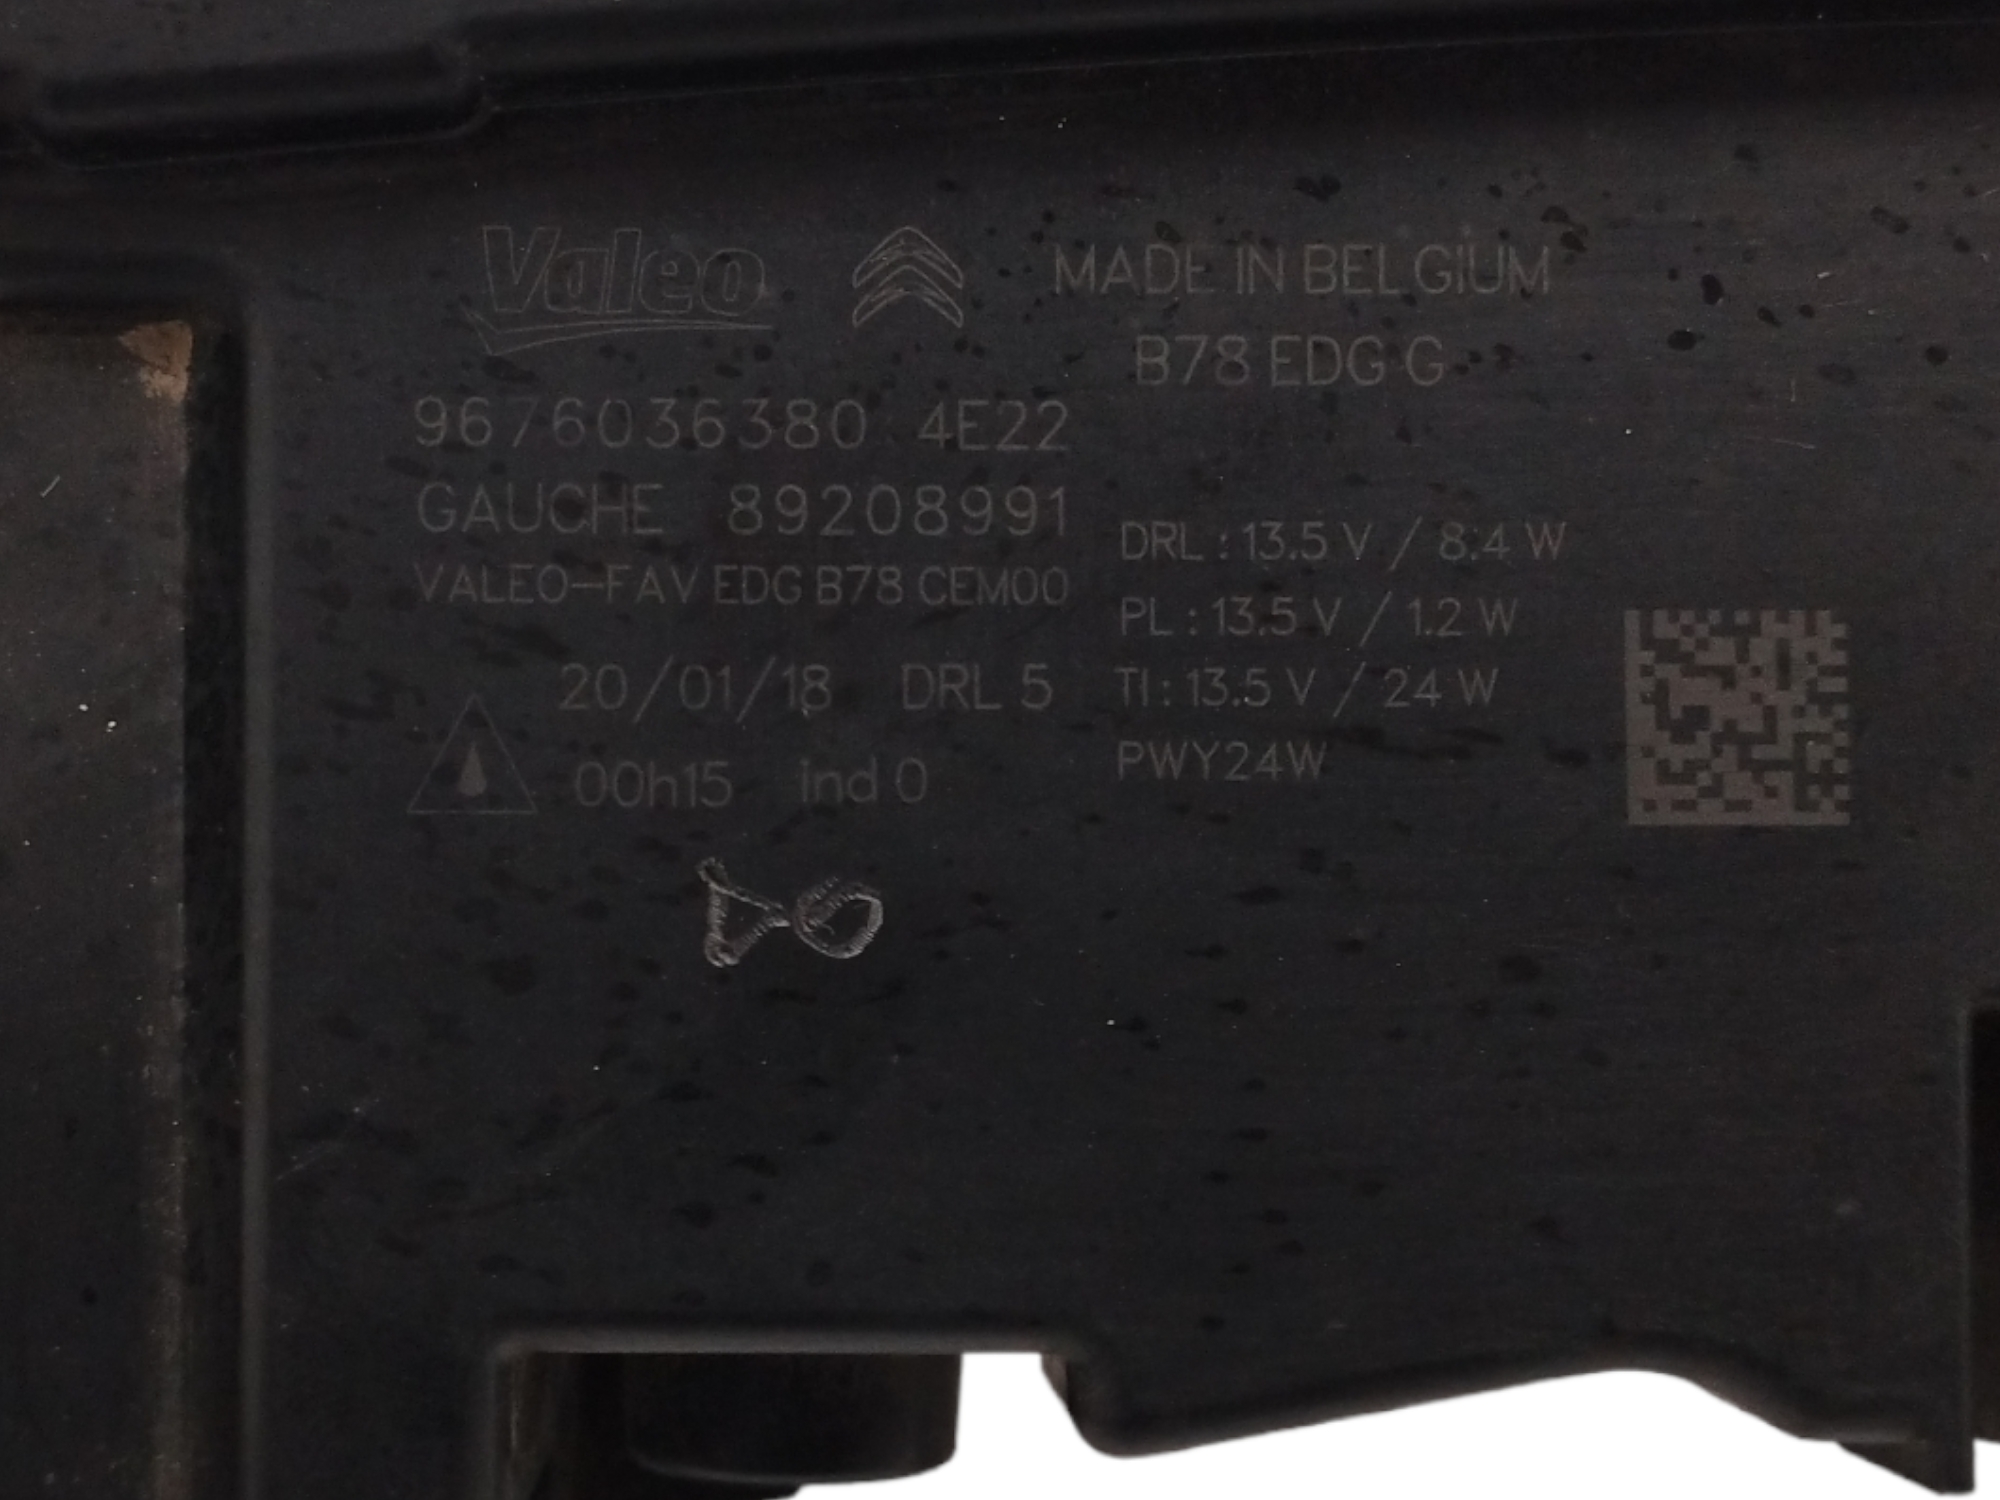 Valeo
MADE IN BELGIUM
B78 EDG G
9676036380 4E22
GAUCHE 89208991
VALEO-FAV EDG B78 CEM00
20/01/18 DRL 5
00h15 ind 0
DRL : 13.5 V / 8.4 W
PL : 13.5 V / 1.2 W
TI : 13.5 V / 24 W
PWY24W